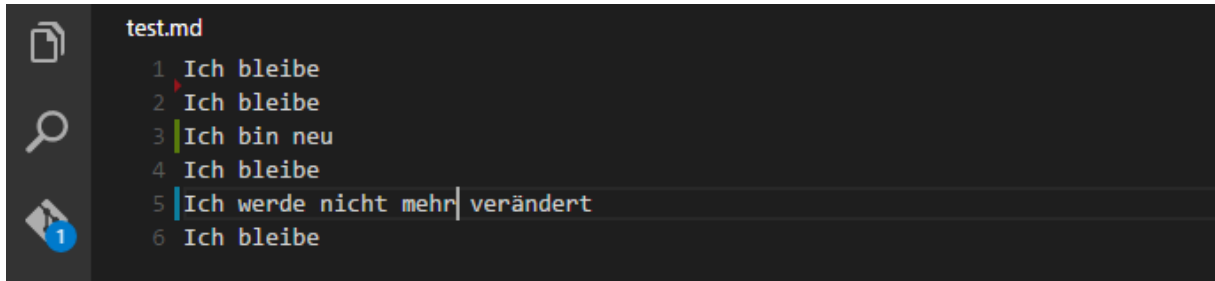 test.md
1 Ich bleibe
2 Ich bleibe
3 Ich bin neu
4 Ich bleibe
5 Ich werde nicht mehr verändert
6 Ich bleibe
1